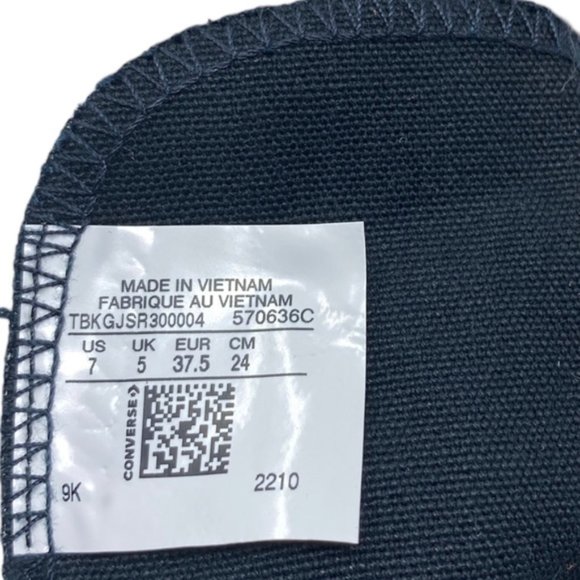 MADE IN VIETNAM
FABRIQUE AU VIETNAM
TBKGJSR300004 570636C
US UK EUR CM
7 5 37.5 24
CONVERSE
9K 2210